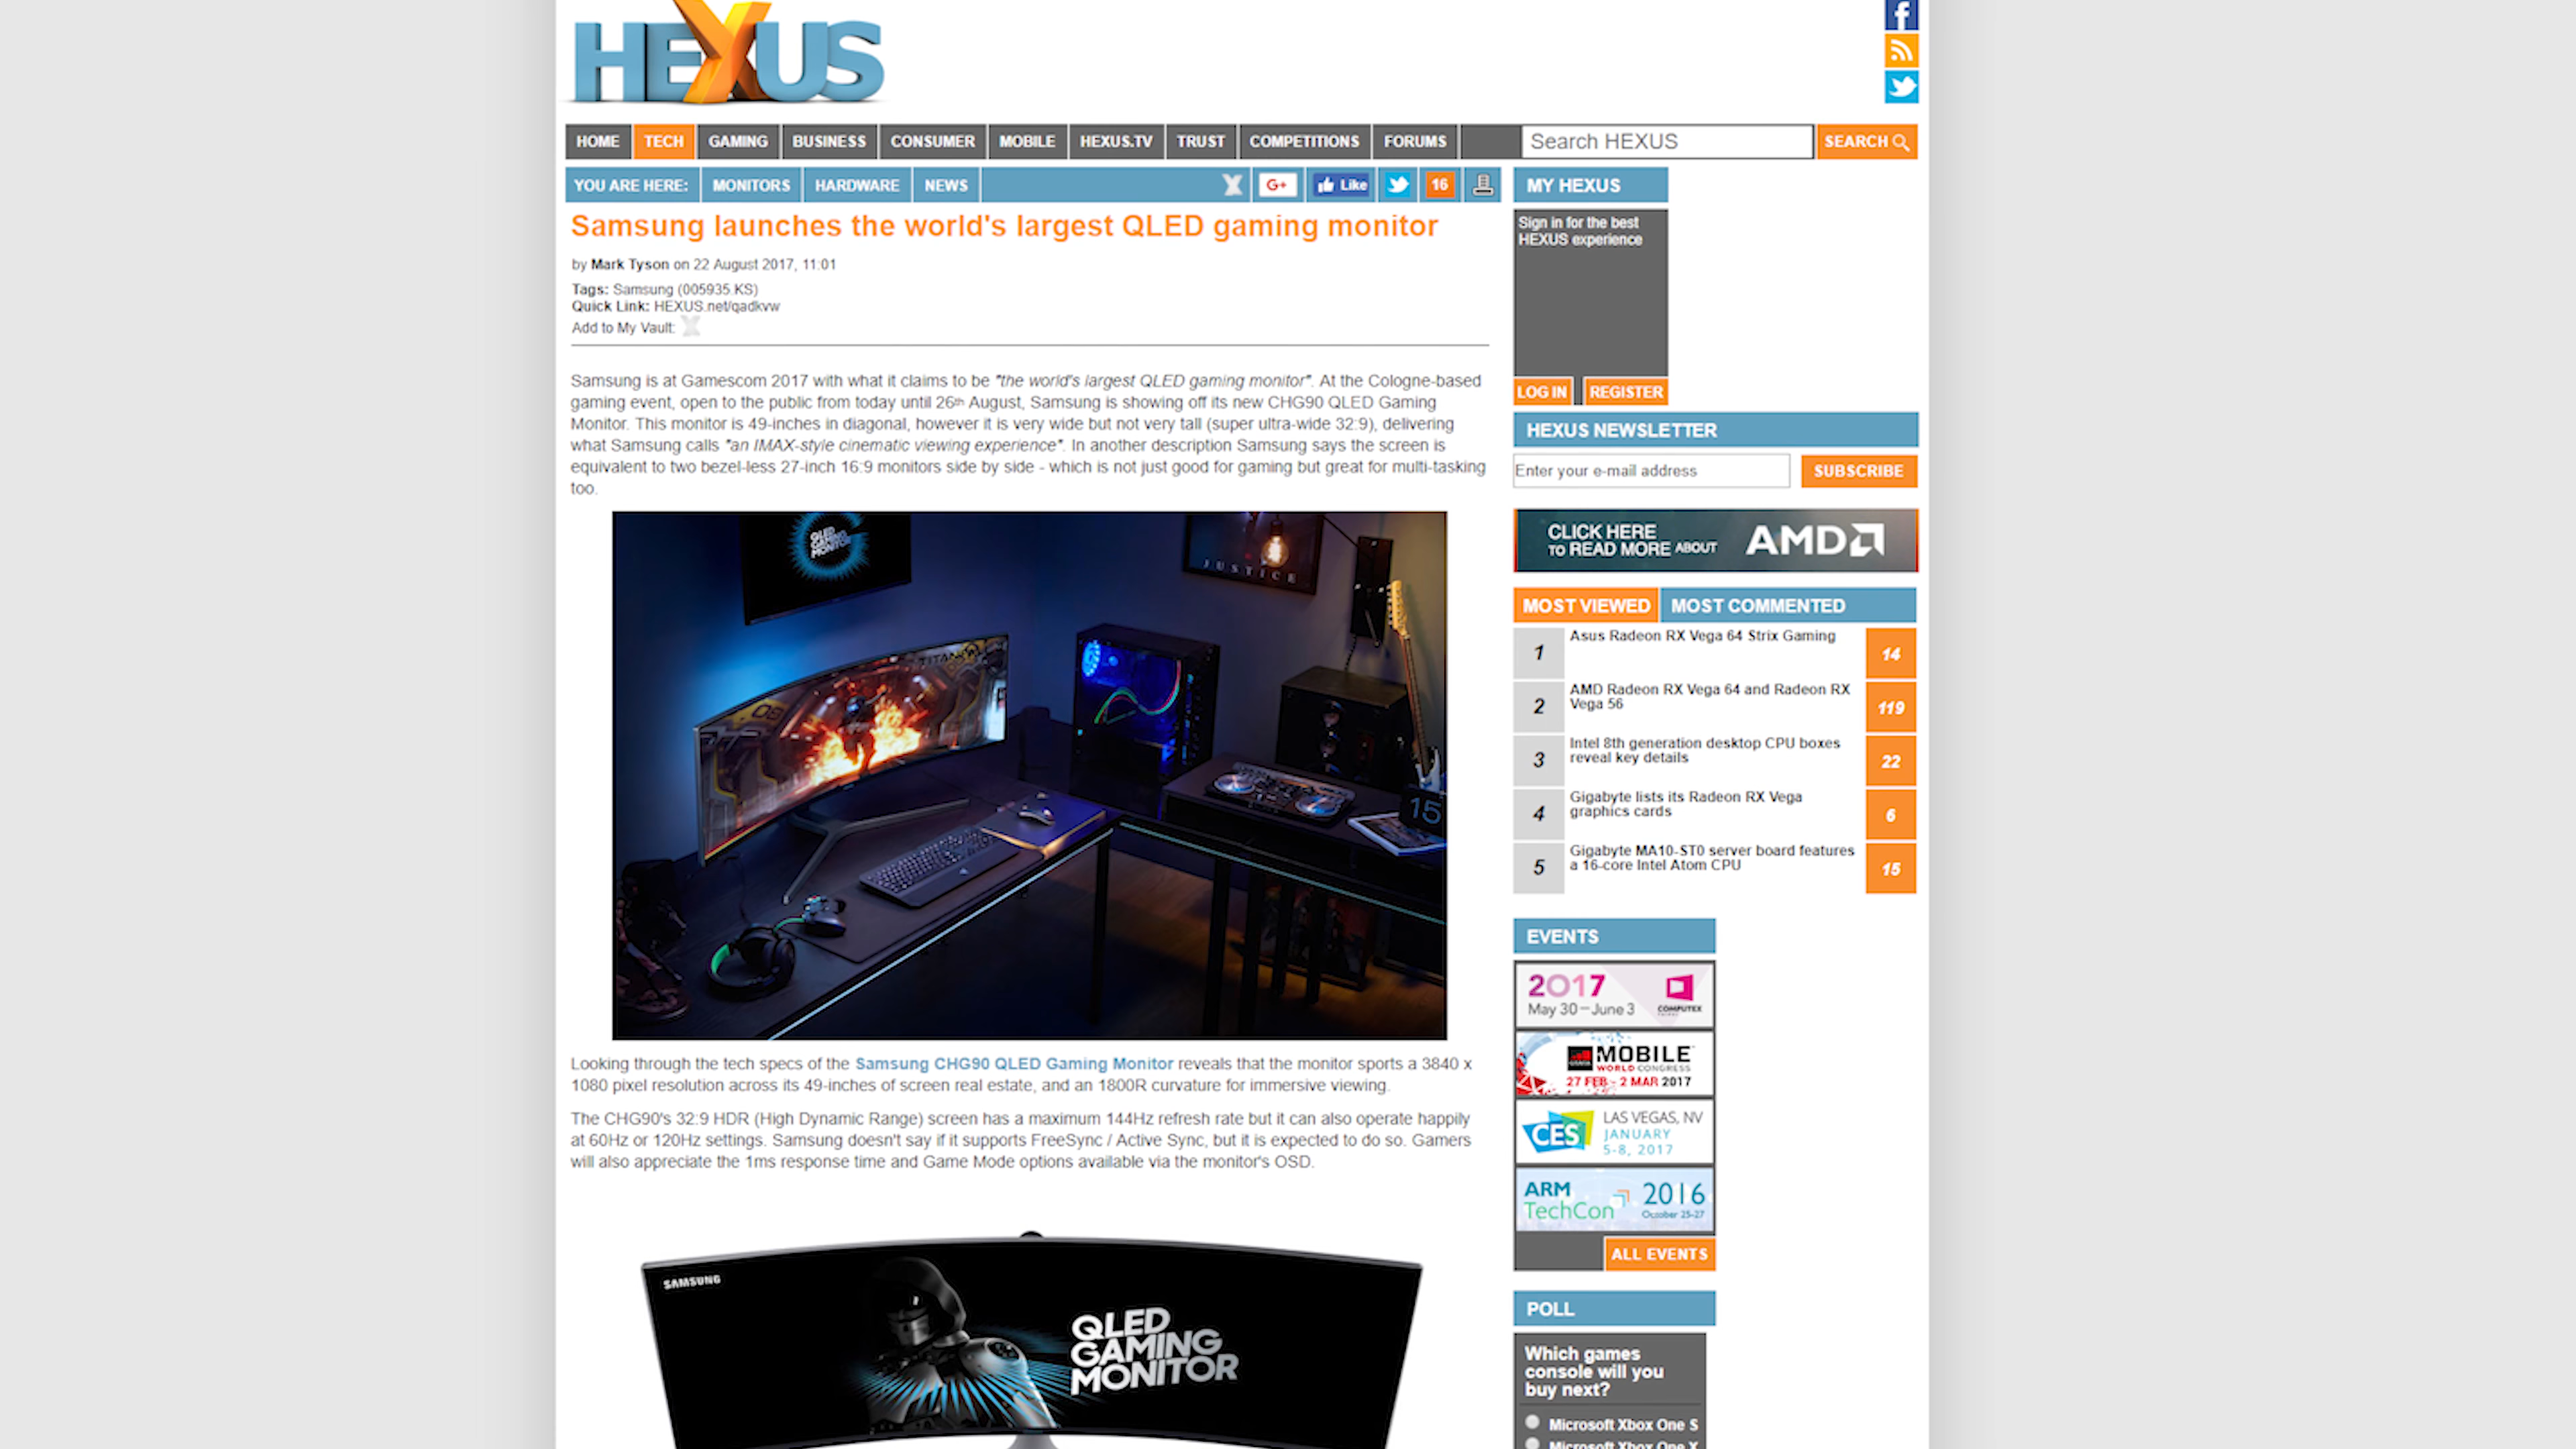 HEXUS
HOME TECH GAMING BUSINESS CONSUMER MOBILE HEXUS.TV TRUST COMPETITIONS FORUMS Search HEXUS SEARCH
YOU ARE HERE: MONITORS HARDWARE NEWS G+ Like 16
Samsung launches the world's largest QLED gaming monitor
by Mark Tyson on 22 August 2017, 11:01
Tags: Samsung (005935.KS)
Quick Link: HEXUS.net/qadkvw
Add to My Vault:
Samsung is at Gamescom 2017 with what it claims to be "the world's largest QLED gaming monitor". At the Cologne-based
gaming event, open to the public from today until 26th August, Samsung is showing off its new CHG90 QLED Gaming
Monitor. This monitor is 49-inches in diagonal, however it is very wide but not very tall (super ultra-wide 32:9), delivering
what Samsung calls "an IMAX-style cinematic viewing experience". In another description Samsung says the screen is
equivalent to two bezel-less 27-inch 16:9 monitors side by side - which is not just good for gaming but great for multi-tasking
too.
QLED
GAMING
MONITOR
JUSTICE
TITAN
08
15
Looking through the tech specs of the Samsung CHG90 QLED Gaming Monitor reveals that the monitor sports a 3840 x
1080 pixel resolution across its 49-inches of screen real estate, and an 1800R curvature for immersive viewing.
The CHG90's 32:9 HDR (High Dynamic Range) screen has a maximum 144Hz refresh rate but it can also operate happily
at 60Hz or 120Hz settings. Samsung doesn't say if it supports FreeSync / Active Sync, but it is expected to do so. Gamers
will also appreciate the 1ms response time and Game Mode options available via the monitor's OSD.
SAMSUNG
QLED
GAMING
MONITOR
MY HEXUS
Sign in for the best
HEXUS experience
LOG IN REGISTER
HEXUS NEWSLETTER
Enter your e-mail address SUBSCRIBE
CLICK HERE
TO READ MORE ABOUT AMD
MOST VIEWED MOST COMMENTED
1 Asus Radeon RX Vega 64 Strix Gaming 14
2 AMD Radeon RX Vega 64 and Radeon RX
Vega 56 119
3 Intel 8th generation desktop CPU boxes
reveal key details 22
4 Gigabyte lists its Radeon RX Vega
graphics cards 6
5 Gigabyte MA10-ST0 server board features
a 16-core Intel Atom CPU 15
EVENTS
2017
May 30 – June 3 COMPUTEX
MOBILE
WORLD CONGRESS
27 FEB - 2 MAR 2017
CES LAS VEGAS, NV
JANUARY
5-8, 2017
ARM 2016
TechCon October 25-27
ALL EVENTS
POLL
Which games
console will you
buy next?
Microsoft Xbox One S
Microsoft Xbox One X